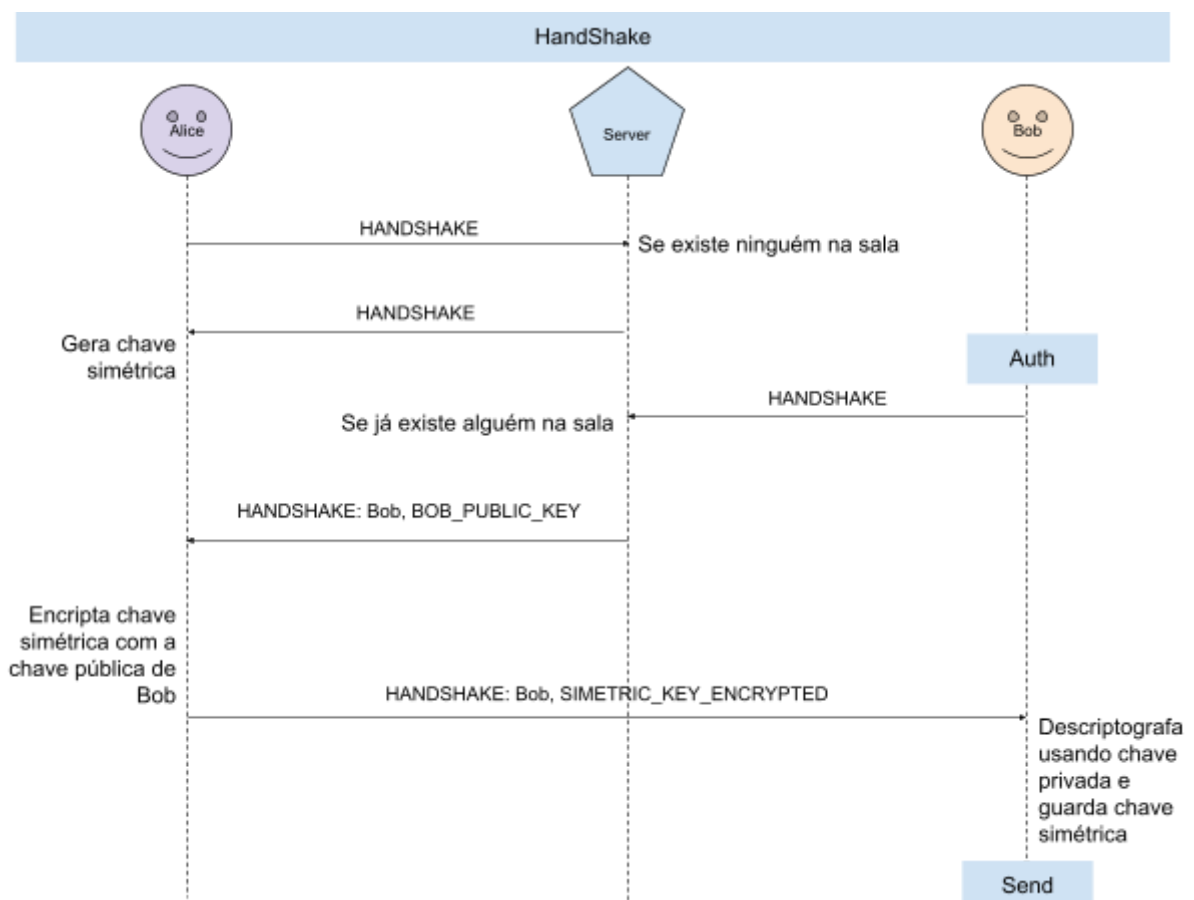 HandShake
Alice
Server
Bob
HANDSHAKE
Se existe ninguém na sala
HANDSHAKE
Gera chave
simétrica
Auth
HANDSHAKE
Se já existe alguém na sala
HANDSHAKE: Bob, BOB_PUBLIC_KEY
Encripta chave
simétrica com a
chave pública de
Bob
HANDSHAKE: Bob, SIMETRIC_KEY_ENCRYPTED
Descriptografa
usando chave
privada e
guarda chave
simétrica
Send